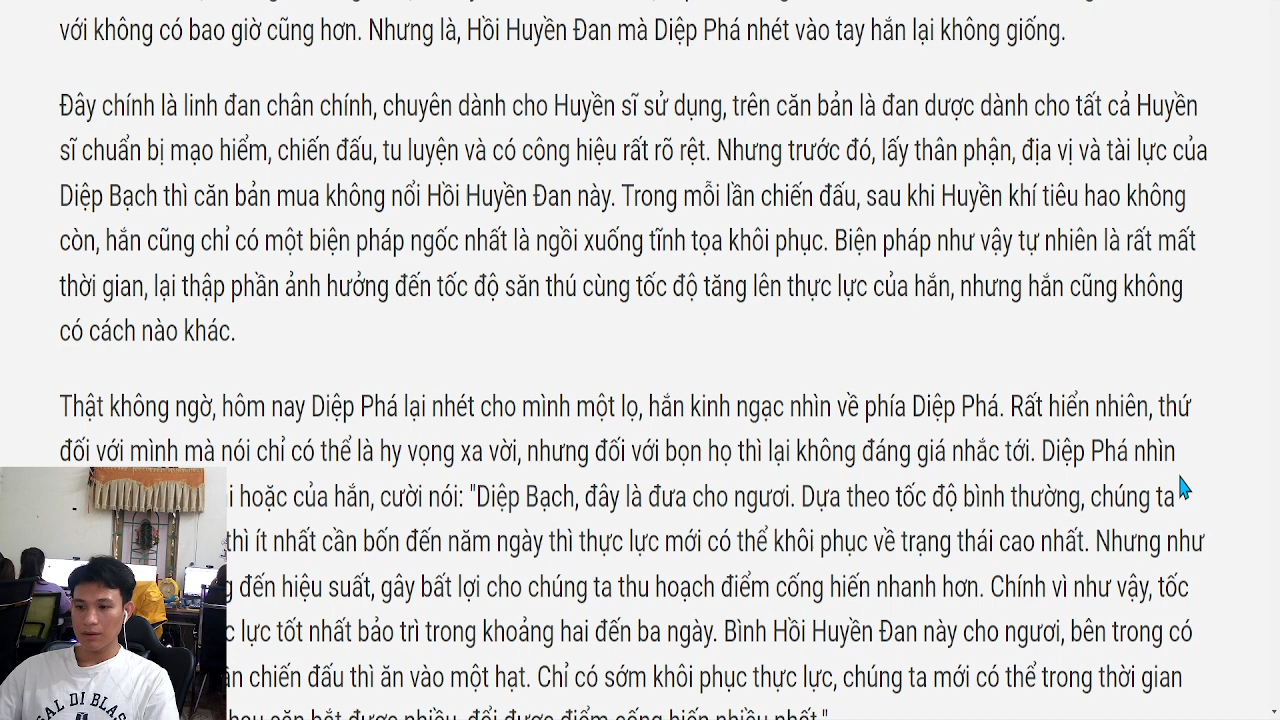 với không có bao giờ cũng hơn. Nhưng là, Hồi Huyền Đan mà Diệp Phá nhét vào tay hắn lại không giống.
Đây chính là linh đan chân chính, chuyên dành cho Huyền sĩ sử dụng, trên căn bản là đan dược dành cho tất cả Huyền
sĩ chuẩn bị mạo hiểm, chiến đấu, tu luyện và có công hiệu rất rõ rệt. Nhưng trước đó, lấy thân phận, địa vị và tài lực của
Diệp Bạch thì căn bản mua không nổi Hồi Huyền Đan này. Trong mỗi lần chiến đấu, sau khi Huyền khí tiêu hao không
còn, hắn cũng chỉ có một biện pháp ngốc nhất là ngồi xuống tĩnh tọa khôi phục. Biện pháp như vậy tự nhiên là rất mất
thời gian, lại thập phần ảnh hưởng đến tốc độ săn thú cùng tốc độ tăng lên thực lực của hắn, nhưng hắn cũng không
có cách nào khác.
Thật không ngờ, hôm nay Diệp Phá lại nhét cho mình một lọ, hắn kinh ngạc nhìn về phía Diệp Phá. Rất hiển nhiên, thứ
đối với mình mà nói chỉ có thể là hy vọng xa vời, nhưng đối với bọn họ thì lại không đáng giá nhắc tới. Diệp Phá nhìn
hoặc của hắn, cười nói: "Diệp Bạch, đây là đưa cho ngươi. Dựa theo tốc độ bình thường, chúng ta
thì ít nhất cần bốn đến năm ngày thì thực lực mới có thể khôi phục về trạng thái cao nhất. Nhưng như
đến hiệu suất, gây bất lợi cho chúng ta thu hoạch điểm cống hiến nhanh hơn. Chính vì như vậy, tốc
lực tốt nhất bảo trì trong khoảng hai đến ba ngày. Bình Hồi Huyền Đan này cho ngươi, bên trong có
chiến đấu thì ăn vào một hạt. Chỉ có sớm khôi phục thực lực, chúng ta mới có thể trong thời gian
săn bắt được nhiều, đổi được điểm cống hiến nhiều nhất."